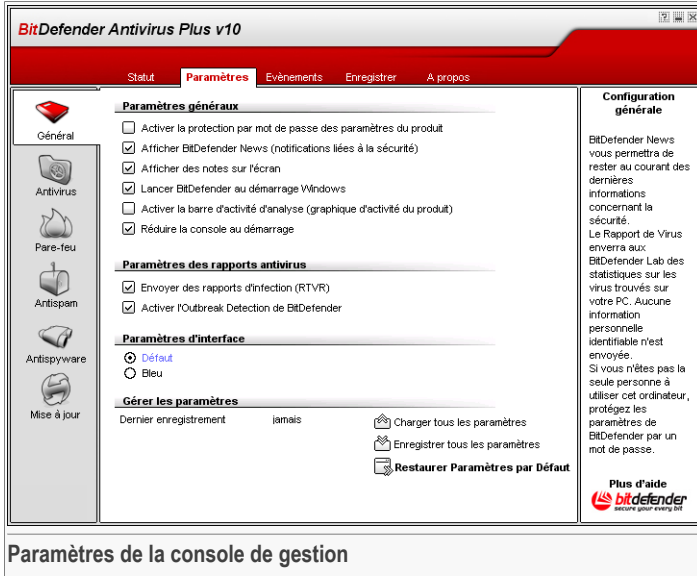 BitDefender Antivirus Plus v10
Statut
Paramètres
Evènements
Enregistrer
A propos
Général
Antivirus
Pare-feu
Antispam
Antispyware
Mise à jour
Paramètres généraux
Activer la protection par mot de passe des paramètres du produit
Afficher BitDefender News (notifications liées à la sécurité)
Afficher des notes sur l'écran
Lancer BitDefender au démarrage Windows
Activer la barre d'activité d'analyse (graphique d'activité du produit)
Réduire la console au démarrage
Paramètres des rapports antivirus
Envoyer des rapports d'infection (RTVR)
Activer l'Outbreak Detection de BitDefender
Paramètres d'interface
Défaut
Bleu
Gérer les paramètres
Dernier enregistrement jamais
Charger tous les paramètres
Enregistrer tous les paramètres
Restaurer Paramètres par Défaut
Configuration
générale
BitDefender News
vous permettra de
rester au courant des
dernières
informations
concernant la
sécurté.
Le Rapport de Virus
enverra aux
BitDefender Lab des
statistiques sur les
virus trouvés sur
votre PC. Aucune
information
personnelle
identifiable n'est
envoyée.
Si vous n'êtes pas la
seule personne à
utiliser cet ordinateur,
protégez les
paramètres de
BitDefender par un
mot de passe.
Plus d'aide
bitdefender
secure your every bit
Paramètres de la console de gestion